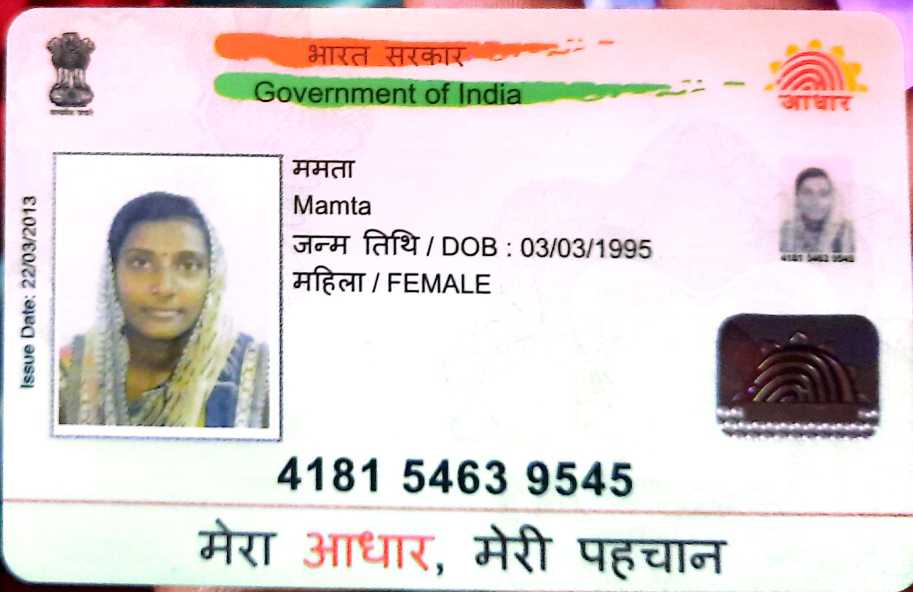 भारत सरकार
Government of India
आधार
Issue Date: 22/03/2013
ममता
Mamta
जन्म तिथि / DOB : 03/03/1995
महिला / FEMALE
4181 5463 9545
4181 5463 9545
मेरा आधार, मेरी पहचान